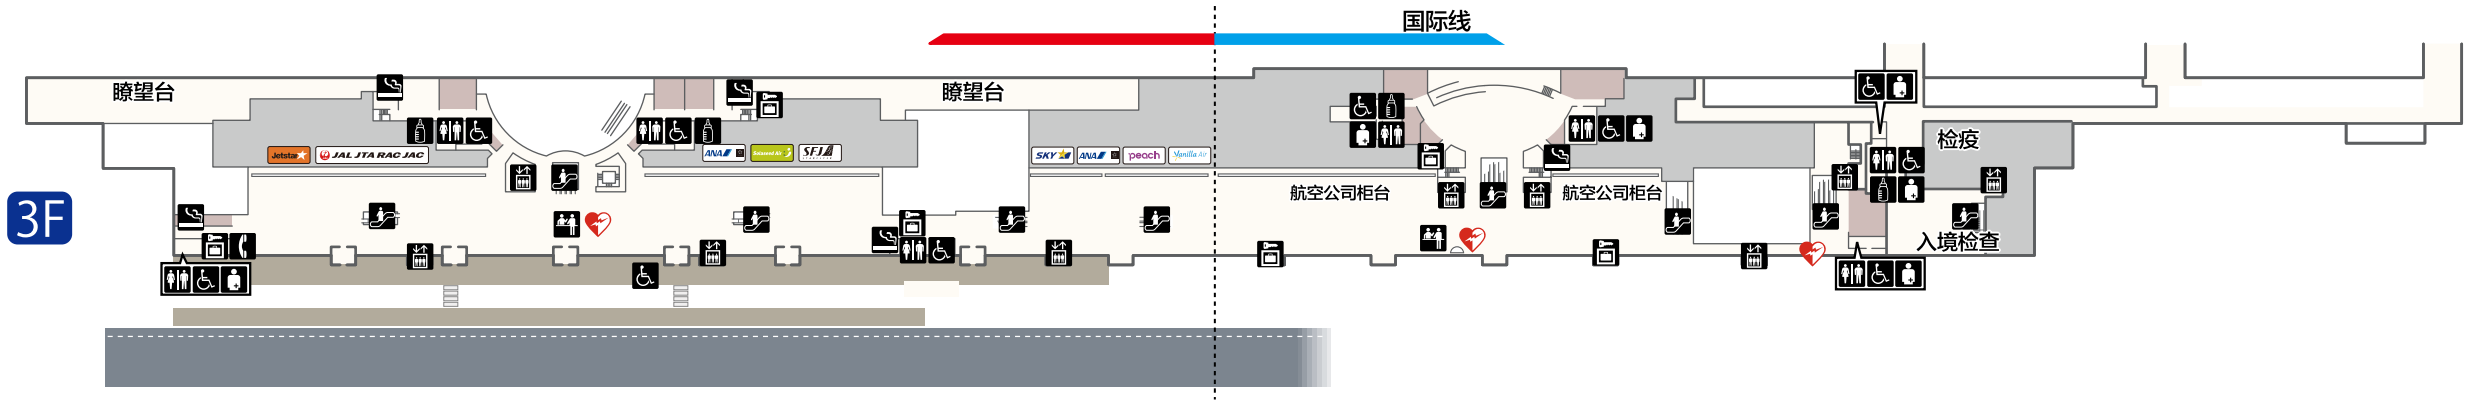 国际线
瞭望台
瞭望台
检疫
Jetstar
JAL JTA RAC JAC
ANA
Solaseed Air
SFJ
SKY
ANA
peach
Vanilla Air
航空公司柜台
航空公司柜台
3F
入境检查